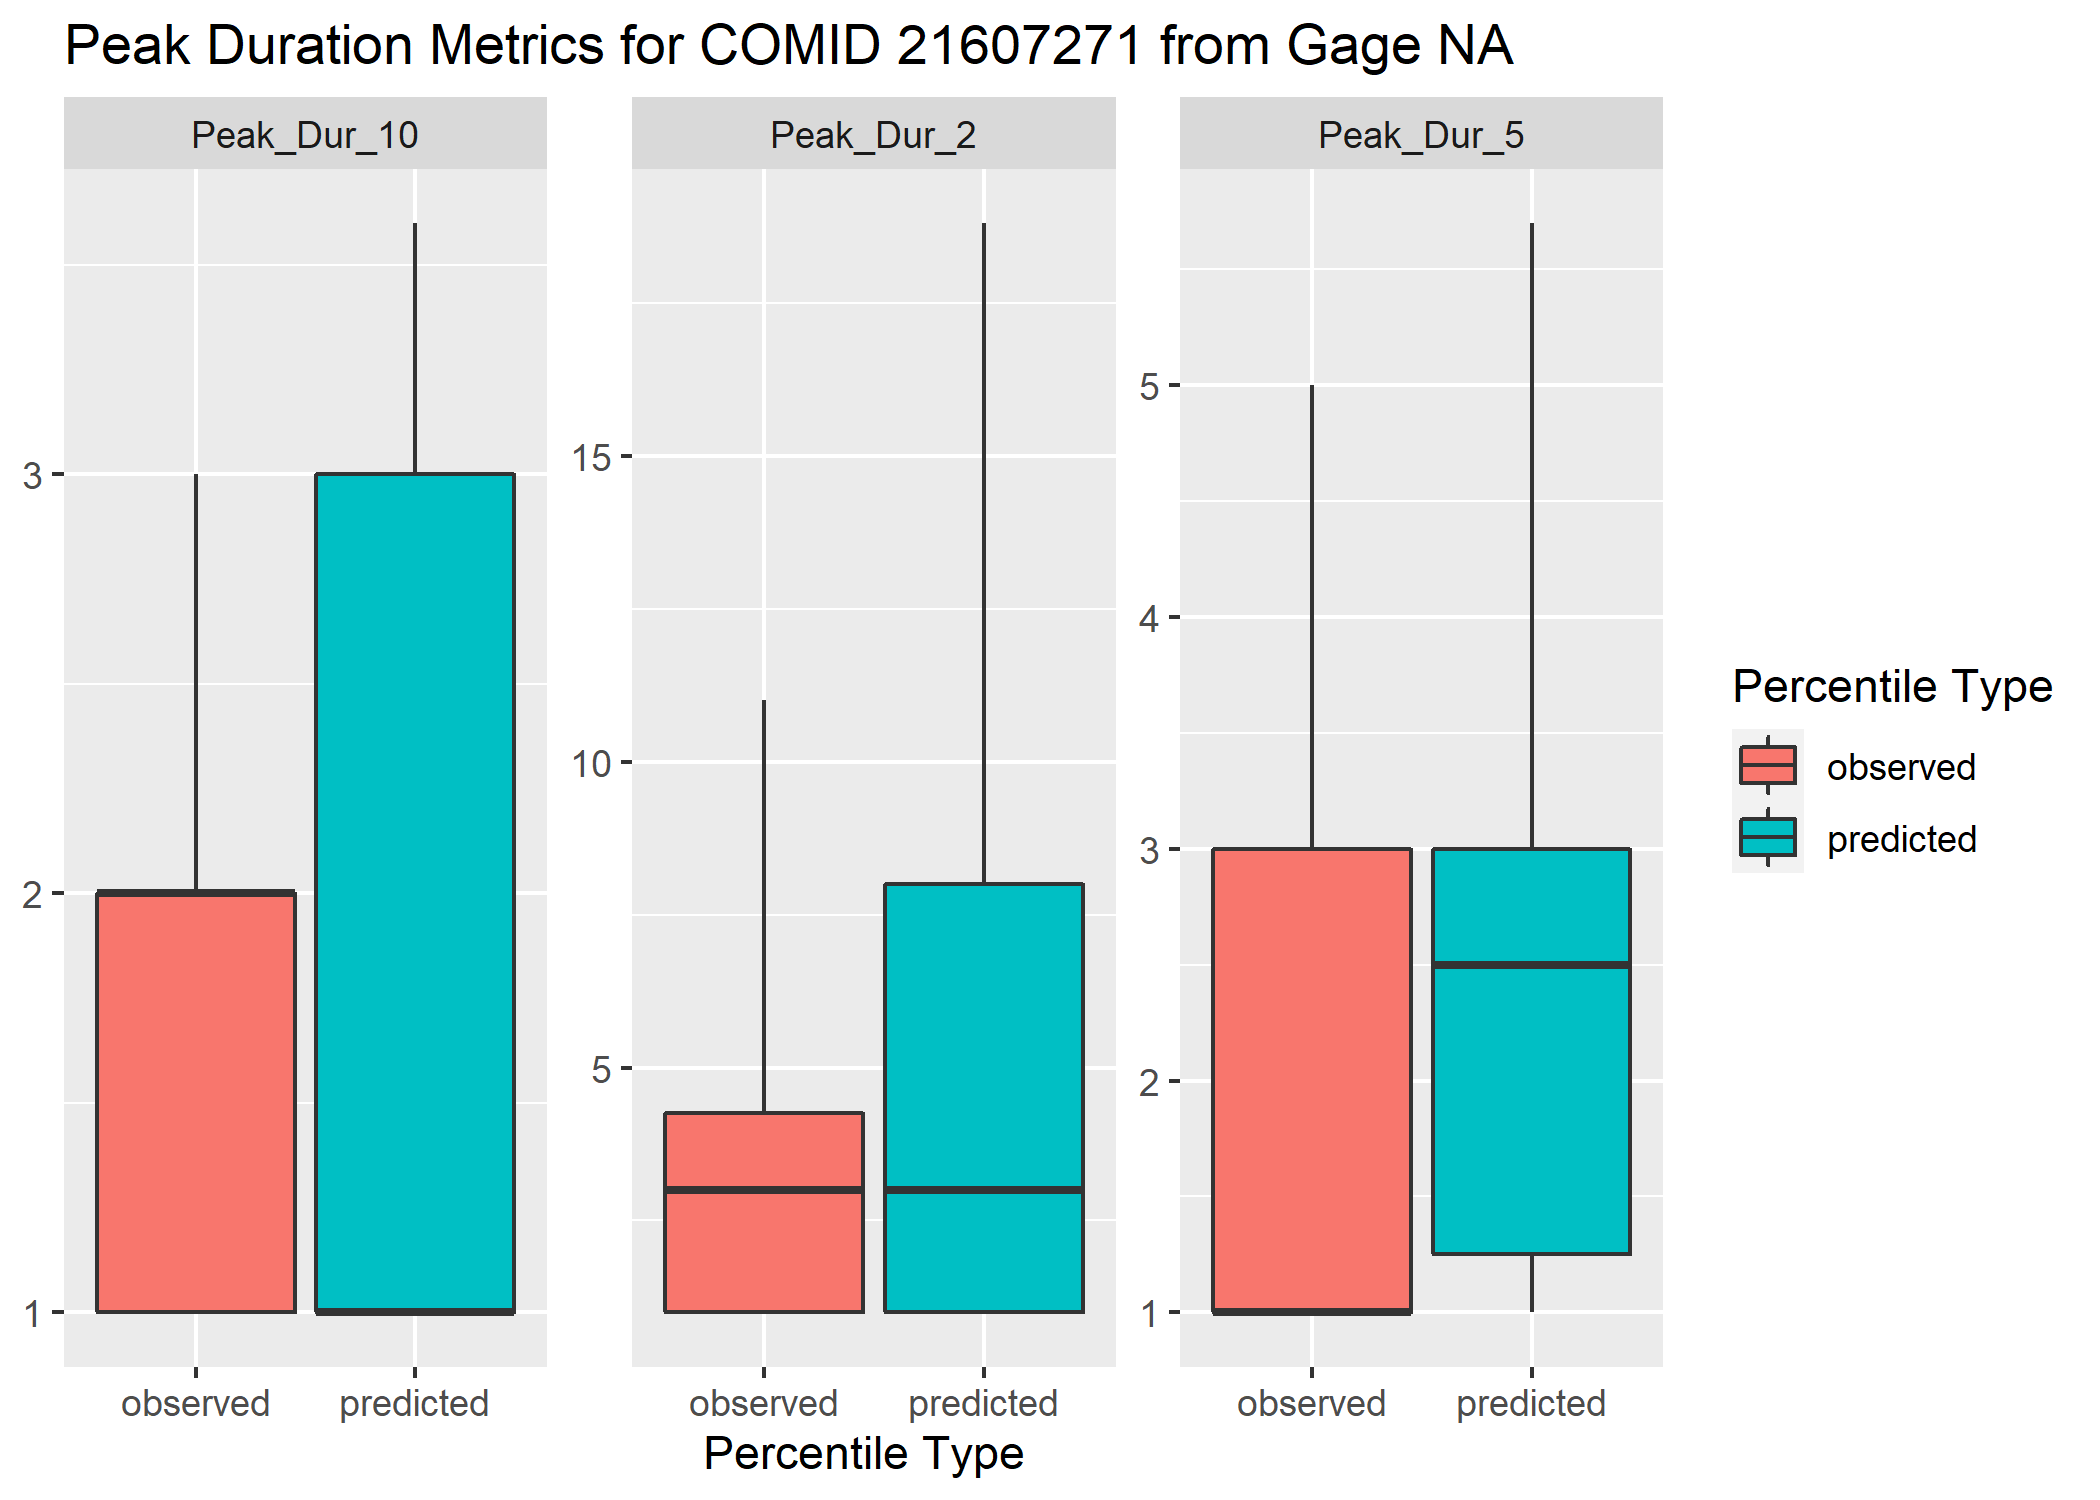 Peak Duration Metrics for COMID 21607271 from Gage NA
Peak_Dur_10
Peak_Dur_2
Peak_Dur_5
3
2
1
15
10
5
5
4
3
2
1
observed
predicted
observed
predicted
observed
predicted
Percentile Type
Percentile Type
observed
predicted